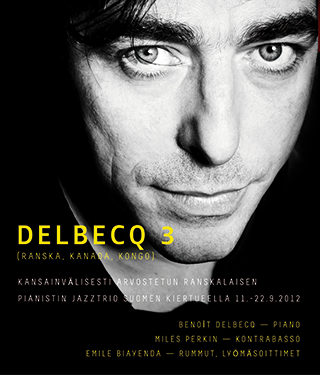 DELBECQ 3
(RANSKA, KANADA, KONGO)
KANSAINVÄLISESTI ARVOSTETUN RANSKALAISEN
PIANISTIN JAZZTRIO SUOMEN KIERTUEELLA 11.-22.9.2012
BENOÎT DELBECQ — PIANO
MILES PERKIN — KONTRABASSO
EMILE BIAYENDA — RUMMUT, LYÖMÄSOITTIMET